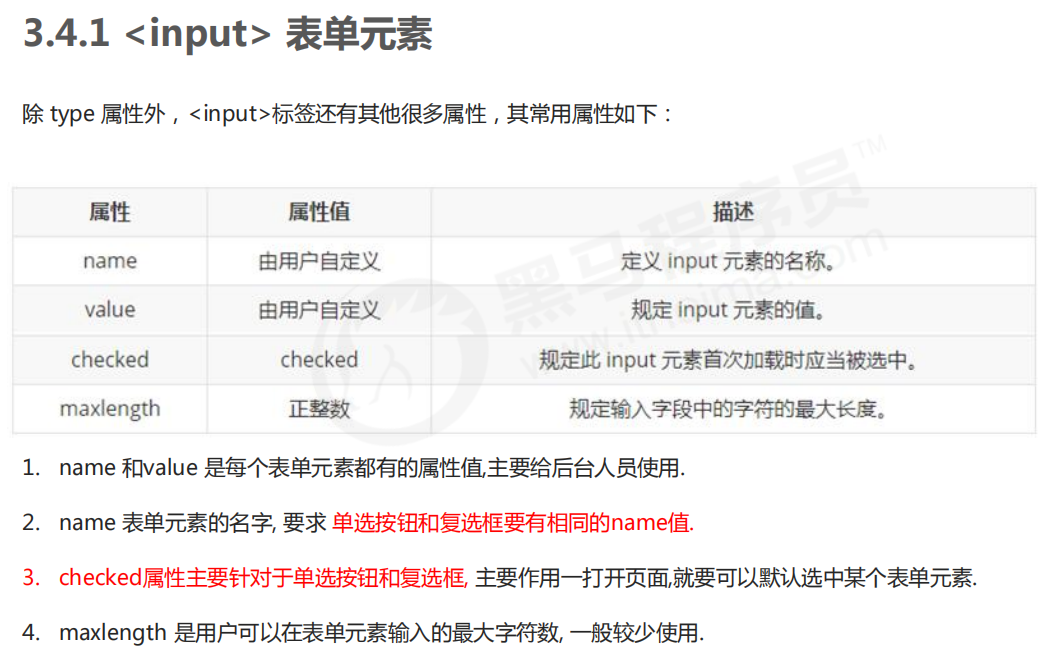 3.4.1 <input> 表单元素
除 type 属性外，<input>标签还有其他很多属性，其常用属性如下：
属性 属性值 描述
name 由用户自定义 定义 input 元素的名称。
value 由用户自定义 规定 input 元素的值。
checked checked 规定此 input 元素首次加载时应当被选中。
maxlength 正整数 规定输入字段中的字符的最大长度。
黑马程序员™
www.itheima.com
1. name 和value 是每个表单元素都有的属性值,主要给后台人员使用.
2. name 表单元素的名字, 要求 单选按钮和复选框要有相同的name值.
3. checked属性主要针对于单选按钮和复选框, 主要作用一打开页面,就要可以默认选中某个表单元素.
4. maxlength 是用户可以在表单元素输入的最大字符数, 一般较少使用.